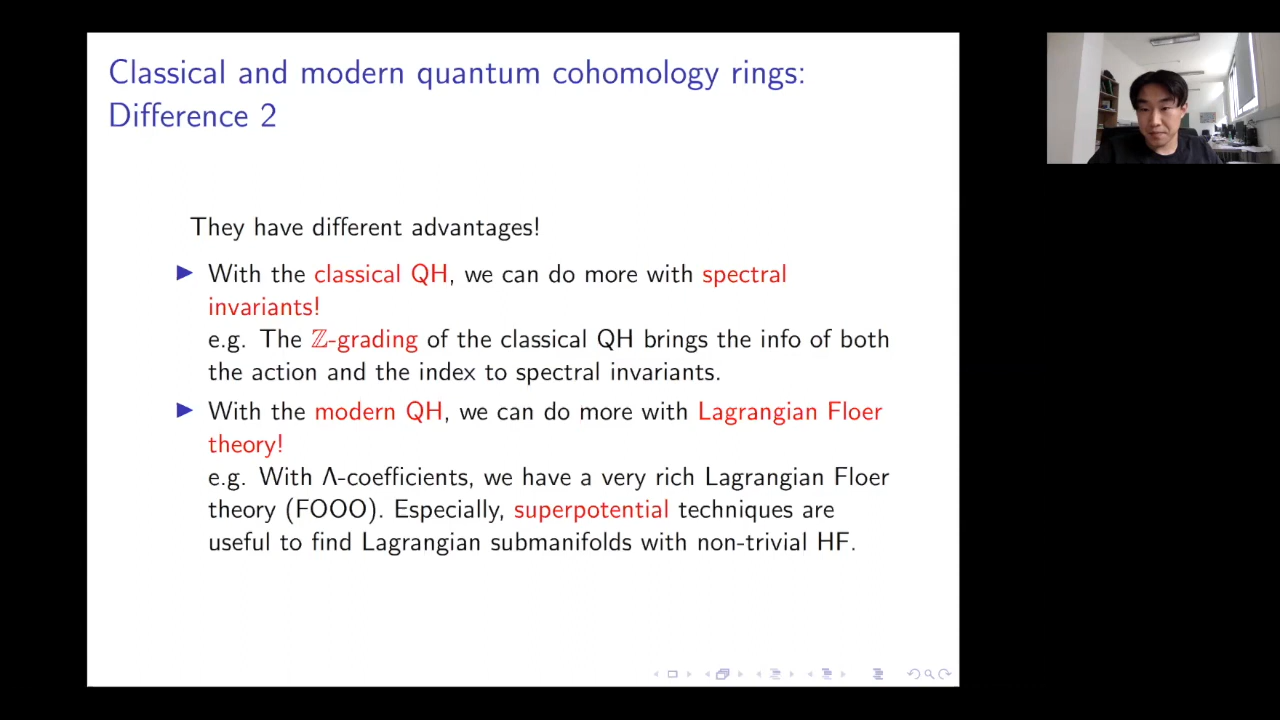 Classical and modern quantum cohomology rings:
Difference 2
They have different advantages!
▶ With the classical QH, we can do more with spectral
invariants!
e.g. The ℤ-grading of the classical QH brings the info of both
the action and the index to spectral invariants.
▶ With the modern QH, we can do more with Lagrangian Floer
theory!
e.g. With Λ-coefficients, we have a very rich Lagrangian Floer
theory (FOOO). Especially, superpotential techniques are
useful to find Lagrangian submanifolds with non-trivial HF.